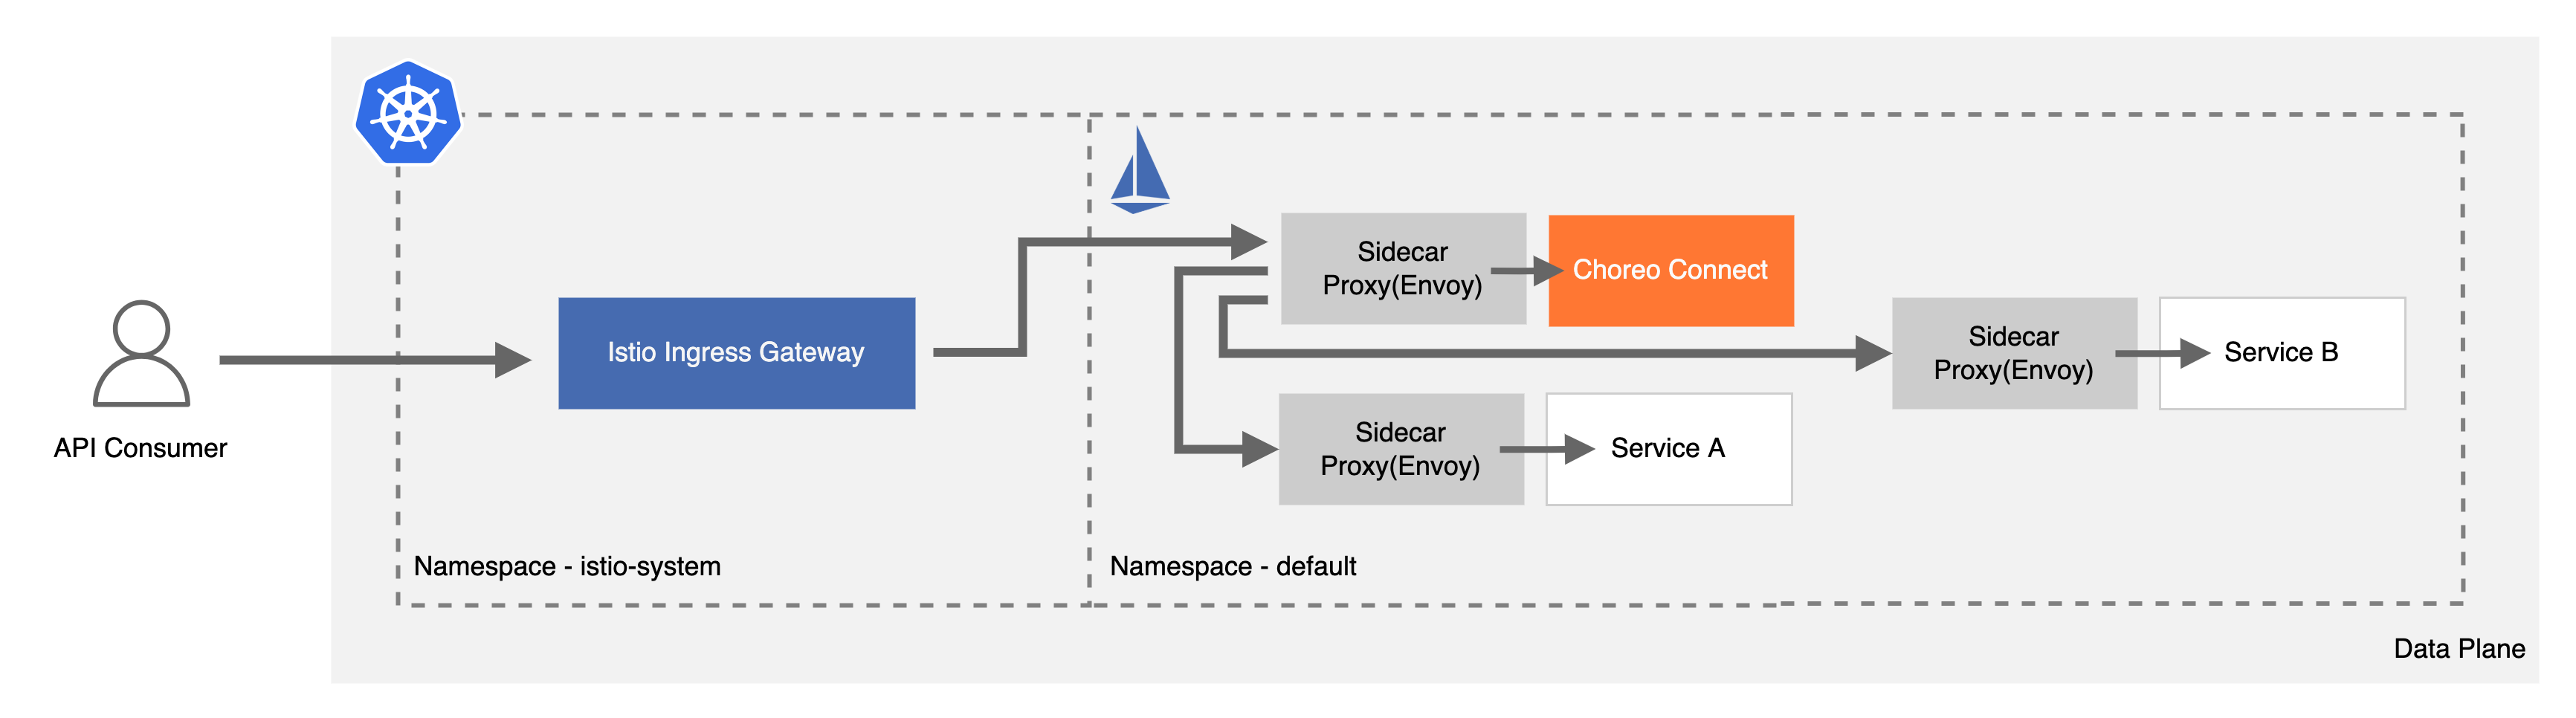 API Consumer
Istio Ingress Gateway
Namespace - istio-system
Sidecar
Proxy(Envoy)
Choreo Connect
Sidecar
Proxy(Envoy)
Service B
Sidecar
Proxy(Envoy)
Service A
Namespace - default
Data Plane